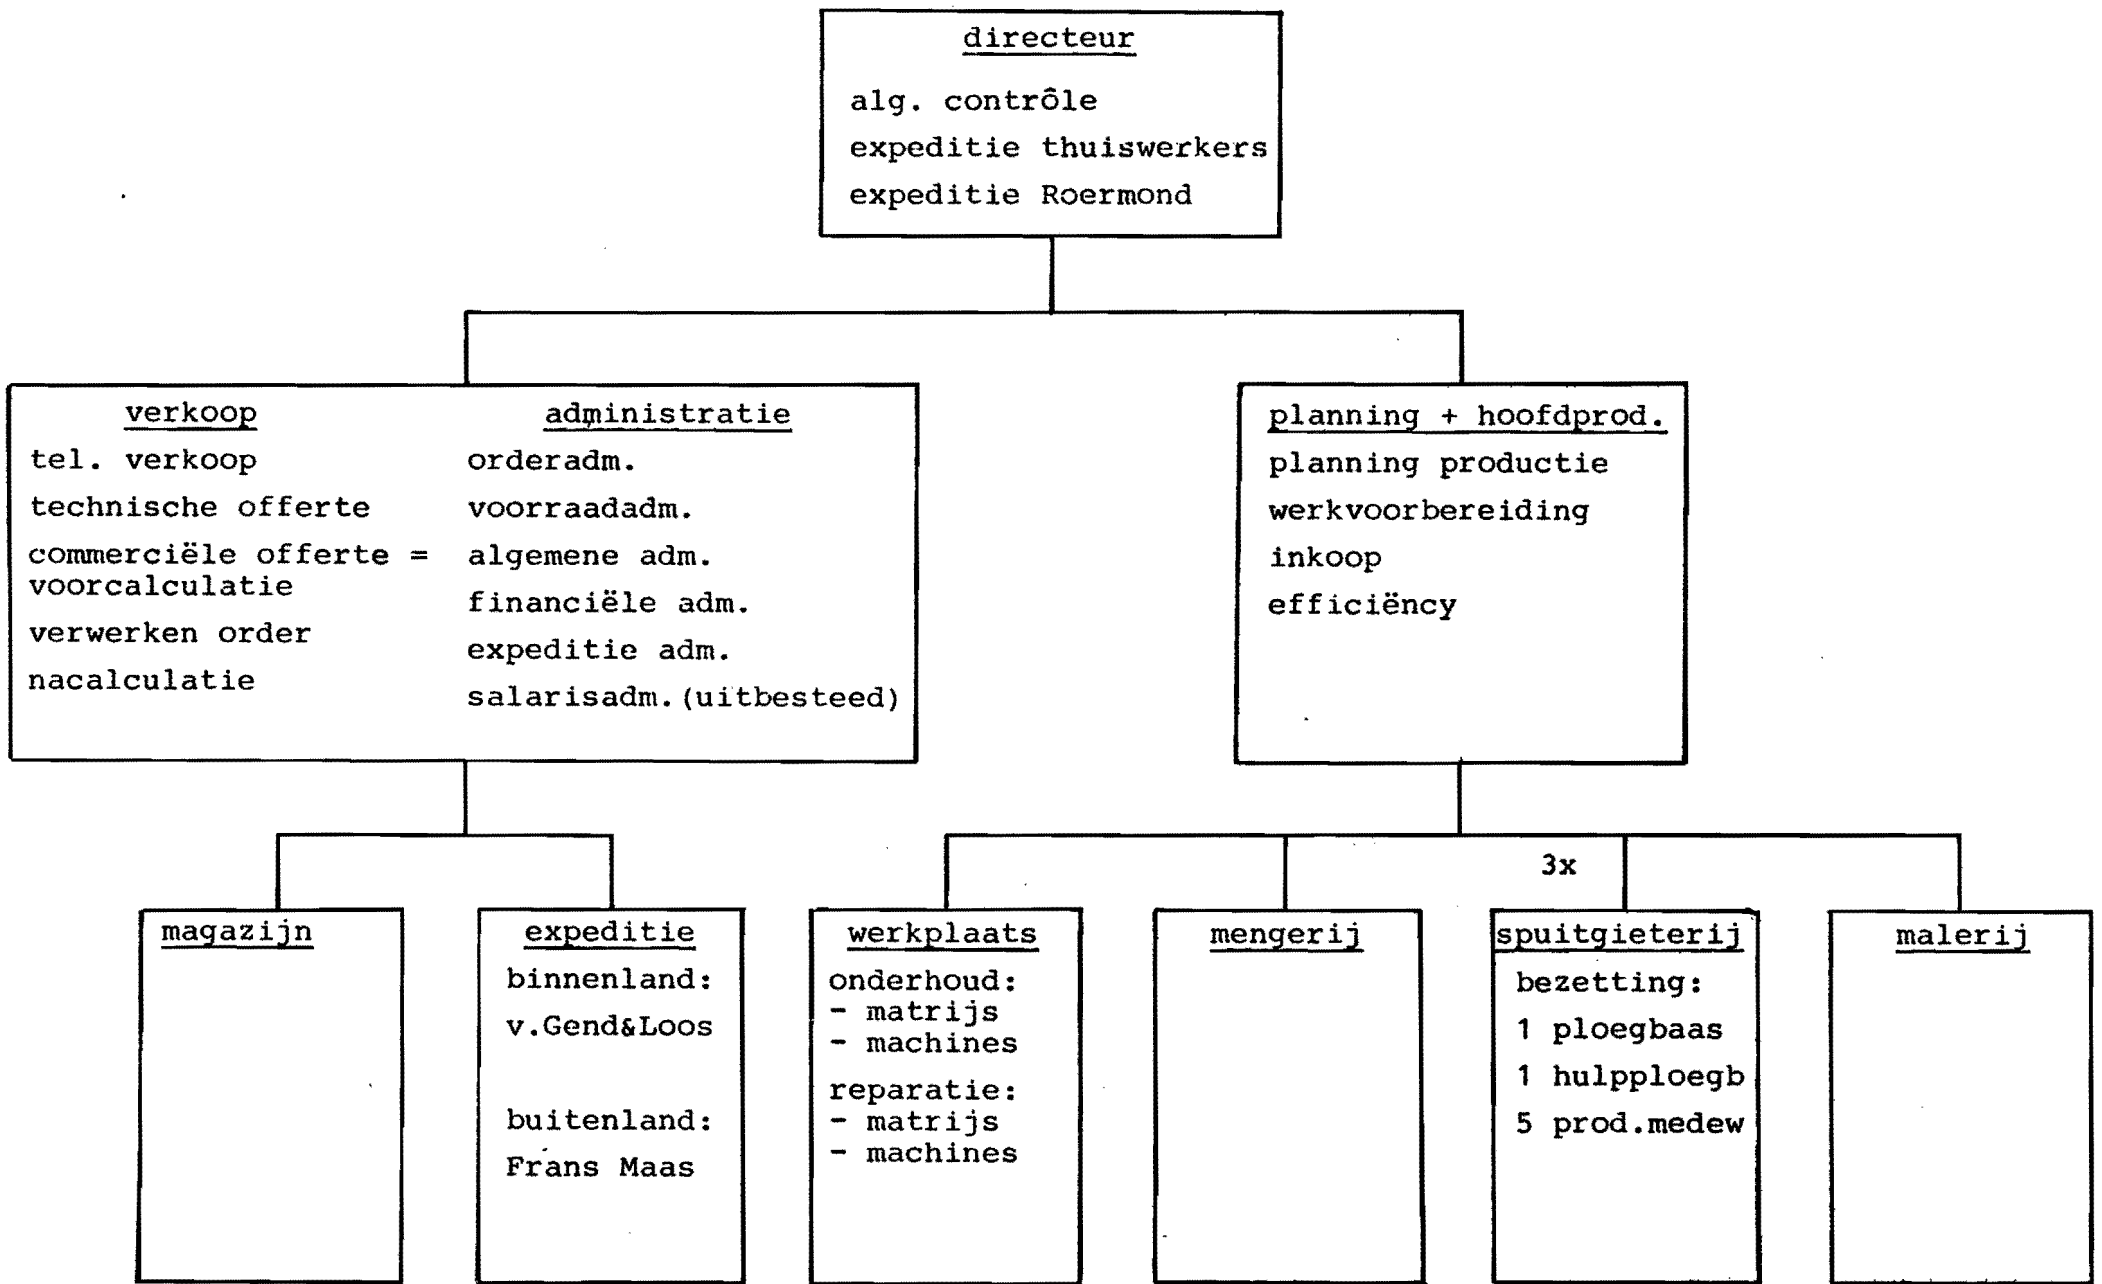 directeur
alg. contrôle
expeditie thuiswerkers
expeditie Roermond
verkoop
tel. verkoop
technische offerte
commerciële offerte =
voorcalculatie
verwerken order
nacalculatie
administratie
orderadm.
voorraadadm.
algemene adm.
financiële adm.
expeditie adm.
salarisadm.(uitbesteed)
planning + hoofdprod.
planning productie
werkvoorbereiding
inkoop
efficiëncy
magazijn
expeditie
binnenland:
v.Gend&Loos
buitenland:
Frans Maas
werkplaats
onderhoud:
- matrijs
- machines
reparatie:
- matrijs
- machines
mengerij
3x
spuitgieterij
bezetting:
1 ploegbaas
1 hulpploegb
5 prod.medew
malerij